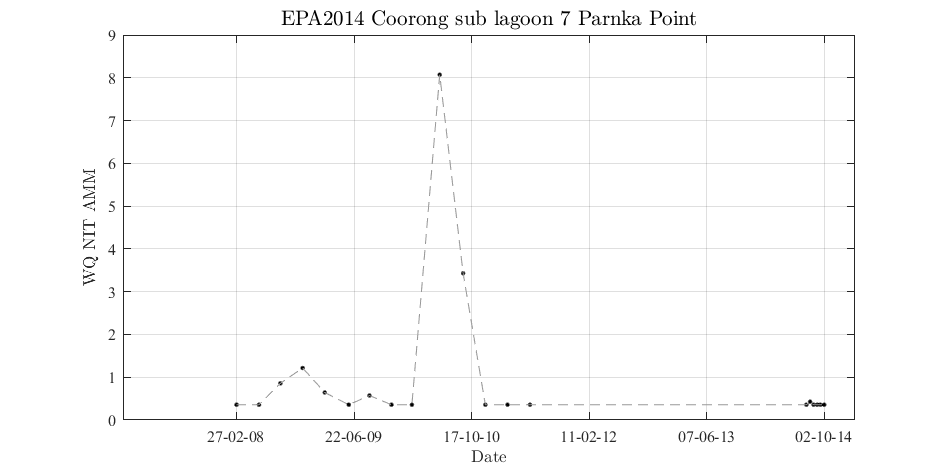 EPA2014 Coorong sub lagoon 7 Parnka Point
9
8
7
6
5
4
3
2
1
0
WQ NIT AMM
27-02-08 22-06-09 17-10-10 11-02-12 07-06-13 02-10-14
Date